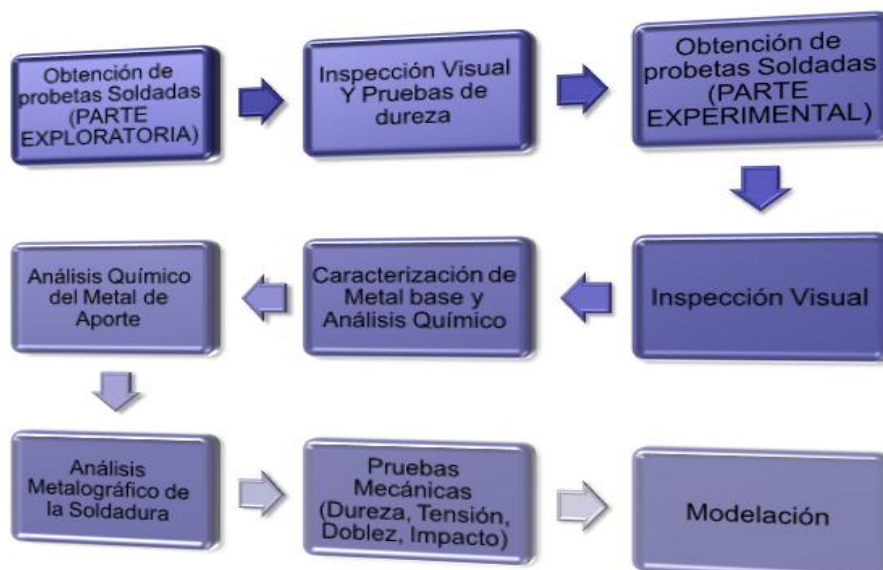 Obtención de
probetas Soldadas
(PARTE
EXPLORATORIA)
Inspección Visual
Y Pruebas de
dureza
Obtención de
probetas Soldadas
(PARTE
EXPERIMENTAL)
Inspección Visual
Caracterización de
Metal base y
Análisis Químico
Análisis Químico
del Metal de
Aporte
Análisis
Metalográfico de
la Soldadura
Pruebas
Mecánicas
(Dureza, Tensión,
Doblez, Impacto)
Modelación